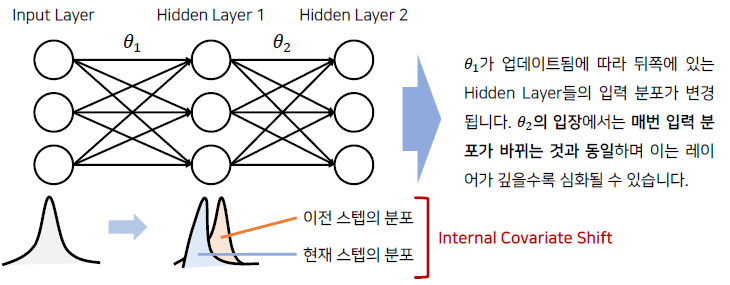 Input Layer
Hidden Layer 1
Hidden Layer 2
θ₁
θ₂
θ₁가 업데이트됨에 따라 뒤쪽에 있는
Hidden Layer들의 입력 분포가 변경
됩니다. θ₂의 입장에서는 매번 입력 분
포가 바뀌는 것과 동일하며 이는 레이
어가 깊을수록 심화될 수 있습니다.
이전 스텝의 분포
현재 스텝의 분포
Internal Covariate Shift